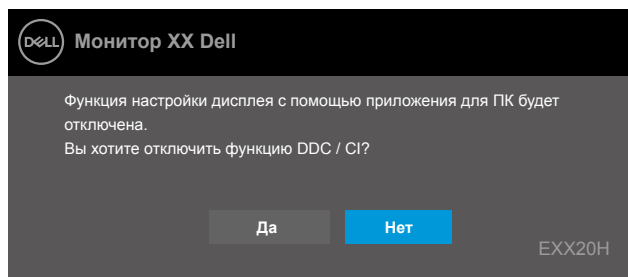 DELL
Монитор XX Dell
Функция настройки дисплея с помощью приложения для ПК будет
отключена.
Вы хотите отключить функцию DDC / CI?
Да
Нет
EXX20H